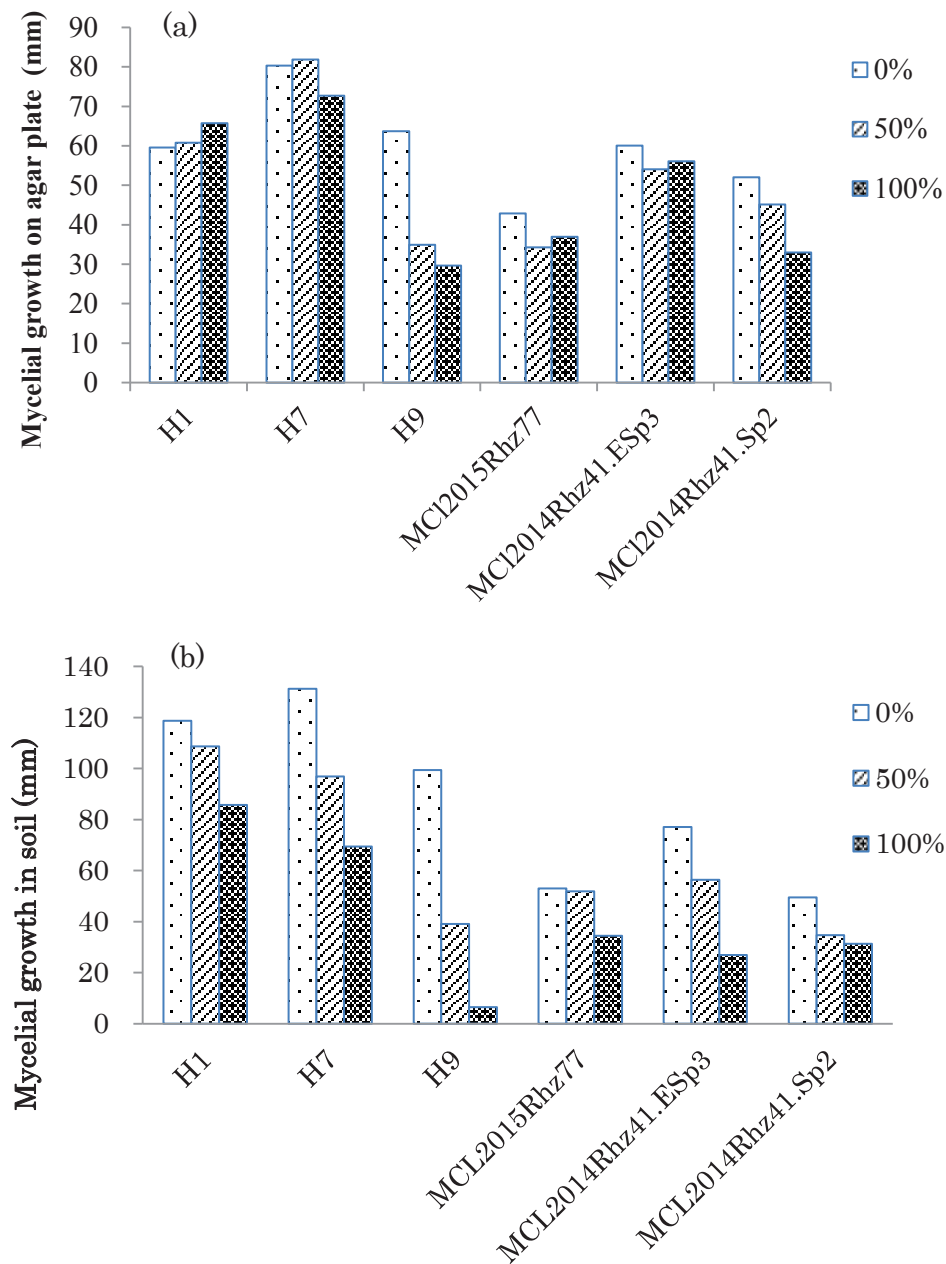 (a)
Mycelial growth on agar plate (mm)
90
80
70
60
50
40
30
20
10
0
H1
H7
H9
MCl2015Rhz77
MCl2014Rhz41.ESp3
MCl2014Rhz41.Sp2
0%
50%
100%
(b)
Mycelial growth in soil (mm)
140
120
100
80
60
40
20
0
H1
H7
H9
MCL2015Rhz77
MCL2014Rhz41.ESp3
MCL2014Rhz41.Sp2
0%
50%
100%